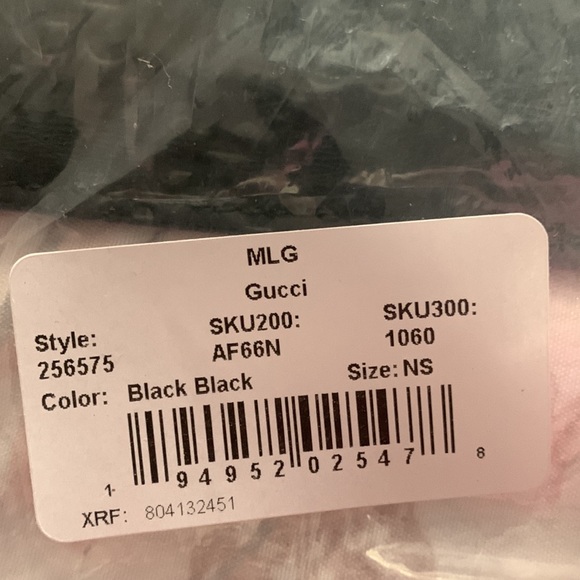 MLG
Gucci
Style: SKU200: SKU300:
256575 AF66N 1060
Color: Black Black Size: NS
1- 94952 02547 8
XRF: 804132451